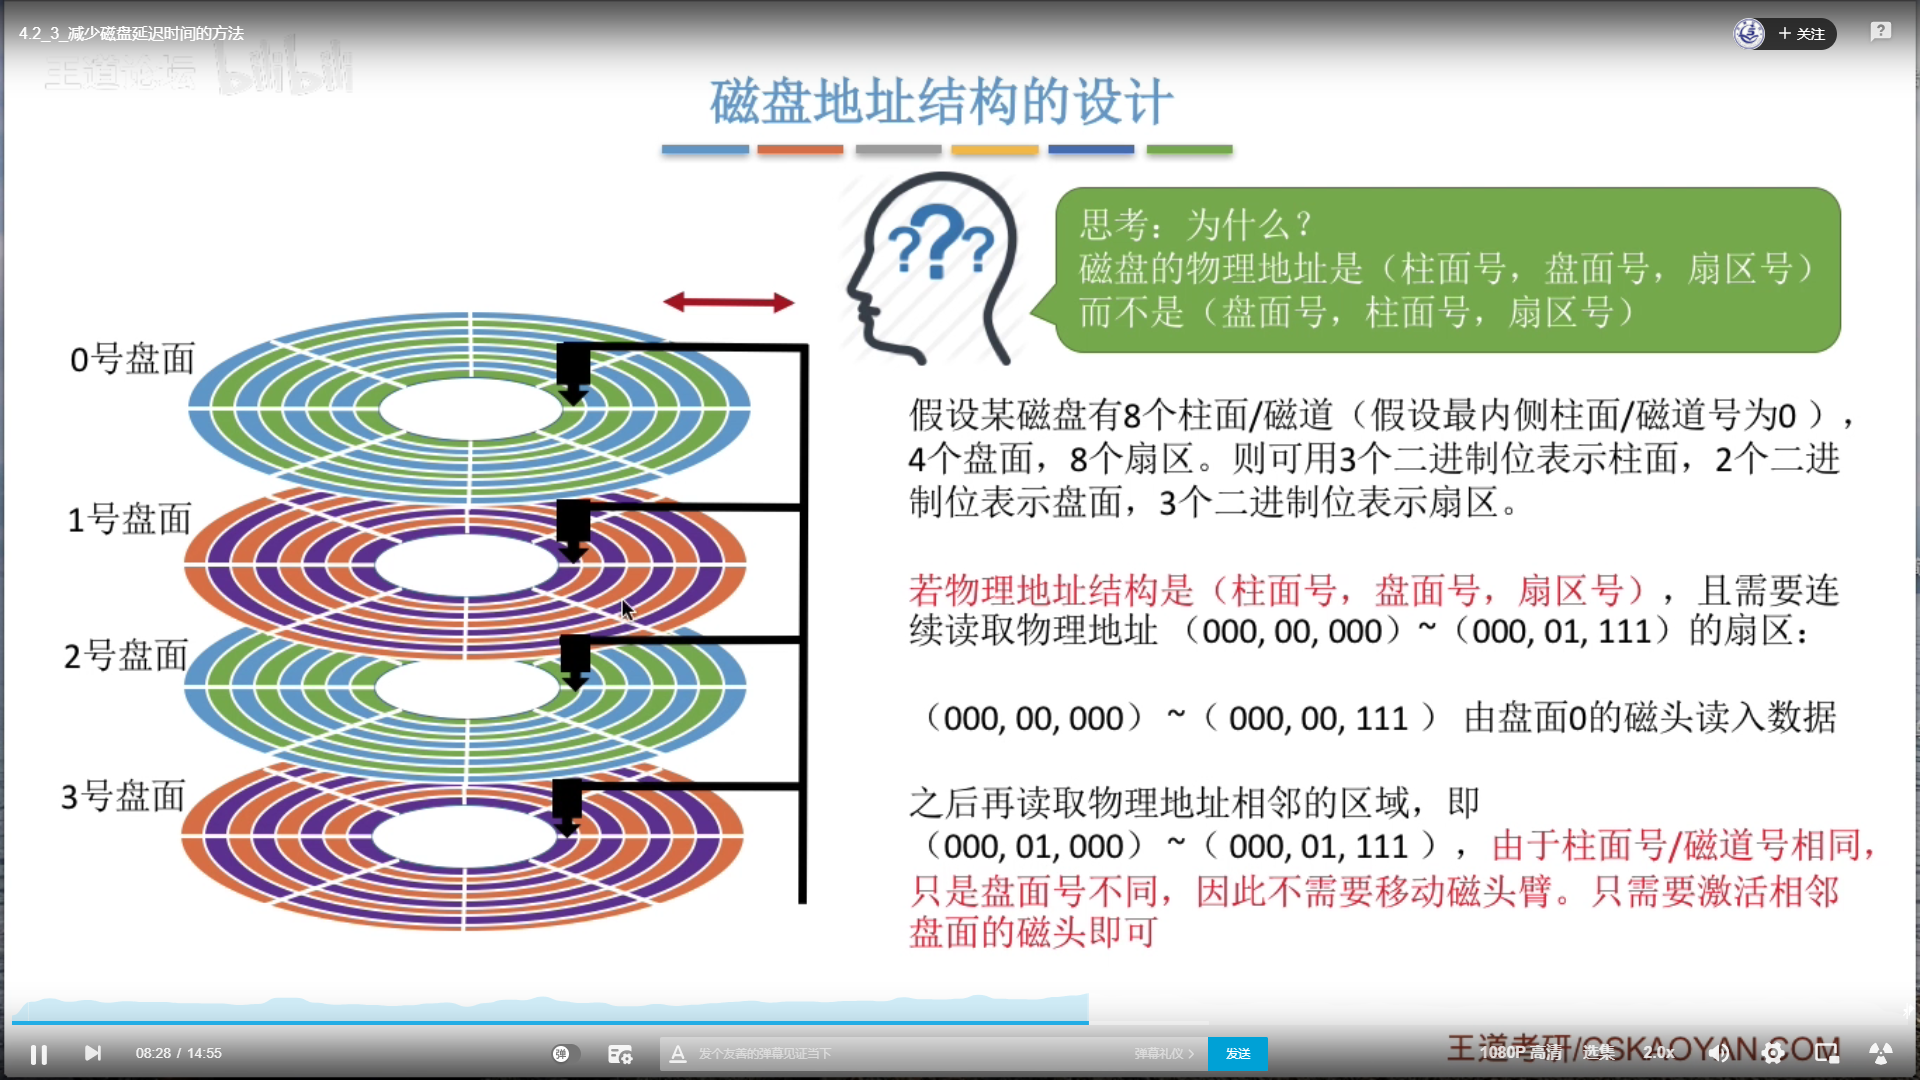 4.2_3_减少磁盘延迟时间的方法
+ 关注
?
王道论坛 bilibili
磁盘地址结构的设计
???
思考：为什么？
磁盘的物理地址是（柱面号，盘面号，扇区号）
而不是（盘面号，柱面号，扇区号）
0号盘面
1号盘面
2号盘面
3号盘面
假设某磁盘有8个柱面/磁道（假设最内侧柱面/磁道号为0 ），
4个盘面，8个扇区。则可用3个二进制位表示柱面，2个二进
制位表示盘面，3个二进制位表示扇区。
若物理地址结构是（柱面号，盘面号，扇区号），且需要连
续读取物理地址 （000, 00, 000）~（000, 01, 111）的扇区：
（000, 00, 000） ~（ 000, 00, 111 ） 由盘面0的磁头读入数据
之后再读取物理地址相邻的区域，即
（000, 01, 000） ~（ 000, 01, 111 ），由于柱面号/磁道号相同，
只是盘面号不同，因此不需要移动磁头臂。只需要激活相邻
盘面的磁头即可
王道考研/CSKAOYAN.COM
08:28 / 14:55
弹
A 发个友善的弹幕见证当下
弹幕礼仪 >
发送
1080P 高清
选集
2.0x